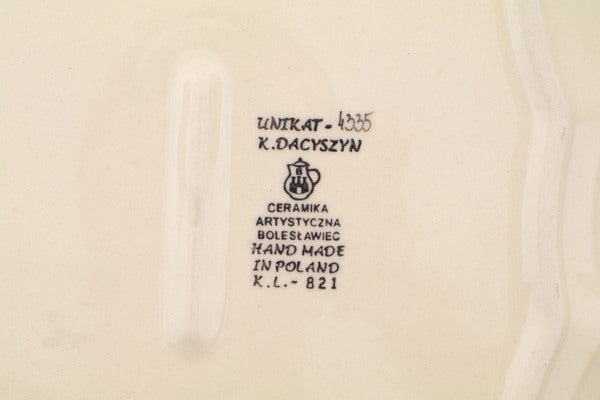 UNIKAT - 4335
K. DACYSZYN
B
CERAMIKA
ARTYSTYCZNA
BOLESŁAWIEC
HAND MADE
IN POLAND
K.L. - 821